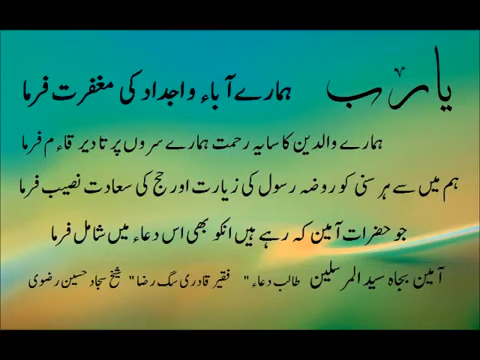 یا رب ہمارے آباء واجداد کی مغفرت فرما
ہمارے والدین کا سایہ رحمت ہمارے سروں پر تا دیر قاءم فرما
ہم میں سے ہر سنی کو روضہ رسول کی زیارت اور حج کی سعادت نصیب فرما
جو حضرات آمین کہ رہے ہیں انکو بھی اس دعاء میں شامل فرما
آمین بجاہ سید المرسلین طالب دعاء " فقیر قادری سگ رضا " شیخ سجاد حسین رضوی